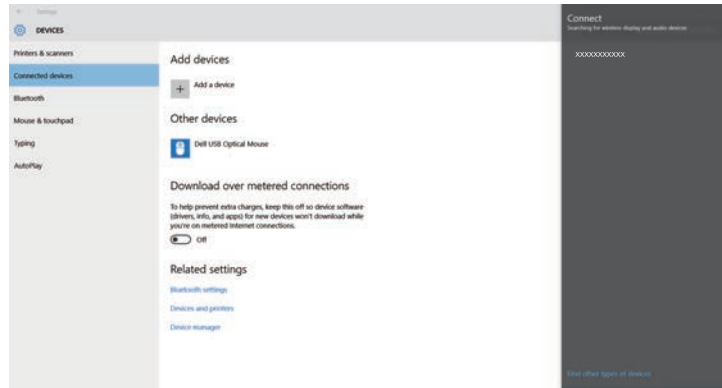 Settings
DEVICES
Printers & scanners
Connected devices
Bluetooth
Mouse & touchpad
Typing
AutoPlay
Add devices
Add a device
Other devices
Dell USB Optical Mouse
Download over metered connections
To help prevent extra charges, keep this off so device software
(drivers, info, and apps) for new devices won't download while
you're on metered Internet connections.
Off
Related settings
Bluetooth settings
Devices and printers
Device manager
Connect
Searching for wireless display and audio devices
xxxxxxxxxxx
Find other types of devices